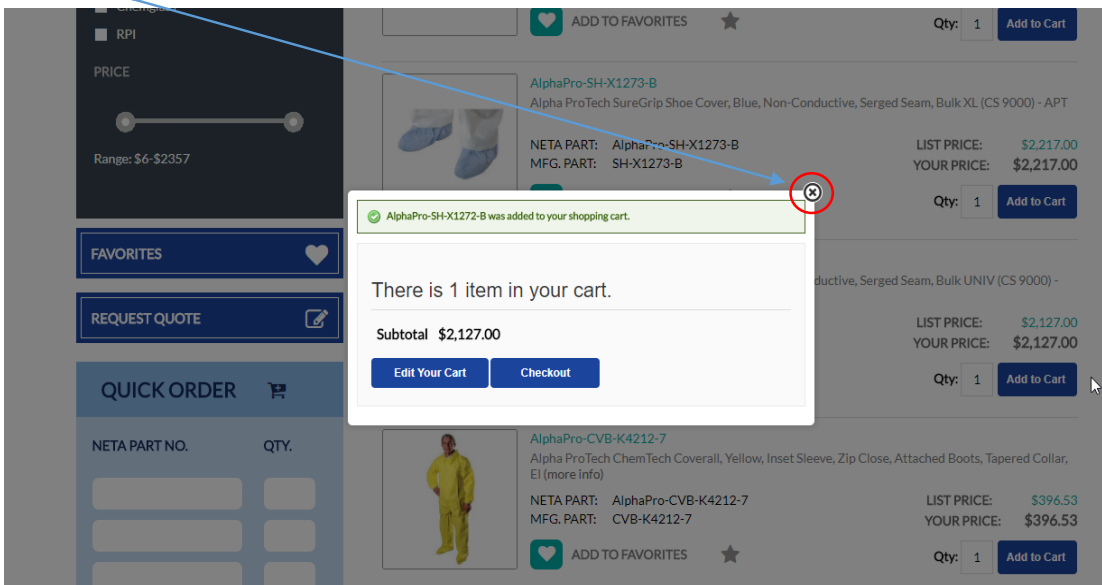 RPI
PRICE
Range: $6-$2357
FAVORITES
REQUEST QUOTE
QUICK ORDER
NETA PART NO. QTY.
ADD TO FAVORITES
Qty: 1 Add to Cart
AlphaPro-SH-X1273-B
Alpha ProTech SureGrip Shoe Cover, Blue, Non-Conductive, Serged Seam, Bulk XL (CS 9000) - APT
NETA PART: AlphaPro-SH-X1273-B
LIST PRICE: $2,217.00
MFG. PART: SH-X1273-B
YOUR PRICE: $2,217.00
Qty: 1 Add to Cart
AlphaPro-SH-X1272-B was added to your shopping cart.
There is 1 item in your cart.
Subtotal $2,127.00
Edit Your Cart Checkout
Serged Seam, Bulk UNIV (CS 9000) -
LIST PRICE: $2,127.00
YOUR PRICE: $2,127.00
Qty: 1 Add to Cart
AlphaPro-CVB-K4212-7
Alpha ProTech ChemTech Coverall, Yellow, Inset Sleeve, Zip Close, Attached Boots, Tapered Collar,
El (more info)
NETA PART: AlphaPro-CVB-K4212-7
LIST PRICE: $396.53
MFG. PART: CVB-K4212-7
YOUR PRICE: $396.53
ADD TO FAVORITES
Qty: 1 Add to Cart